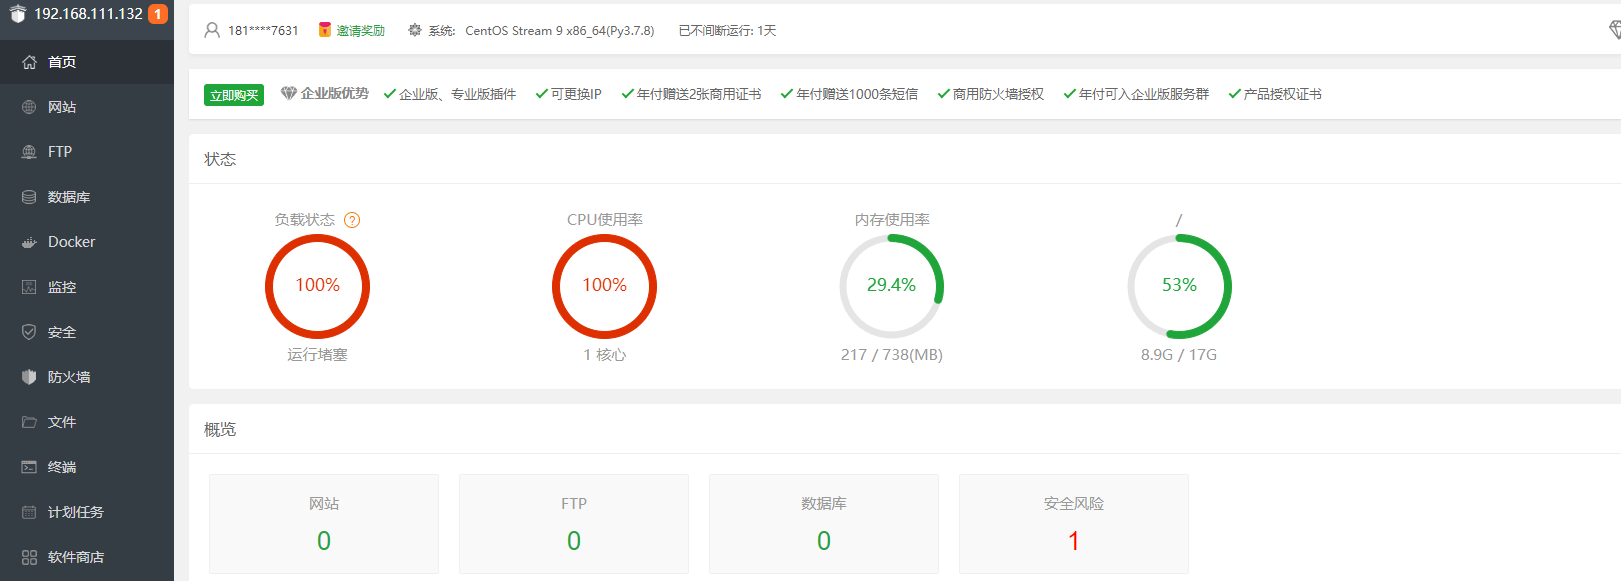 192.168.111.132 1
首页
网站
FTP
数据库
Docker
监控
安全
防火墙
文件
终端
计划任务
软件商店
181****7631 邀请奖励 系统: CentOS Stream 9 x86_64(Py3.7.8) 已不间断运行: 1天
立即购买 企业版优势 企业版、专业版插件 可更换IP 年付赠送2张商用证书 年付赠送1000条短信 商用防火墙授权 年付可入企业版服务群 产品授权证书
状态
负载状态 ? CPU使用率 内存使用率 /
100% 100% 29.4% 53%
运行堵塞 1 核心 217 / 738(MB) 8.9G / 17G
概览
网站 FTP 数据库 安全风险
0 0 0 1